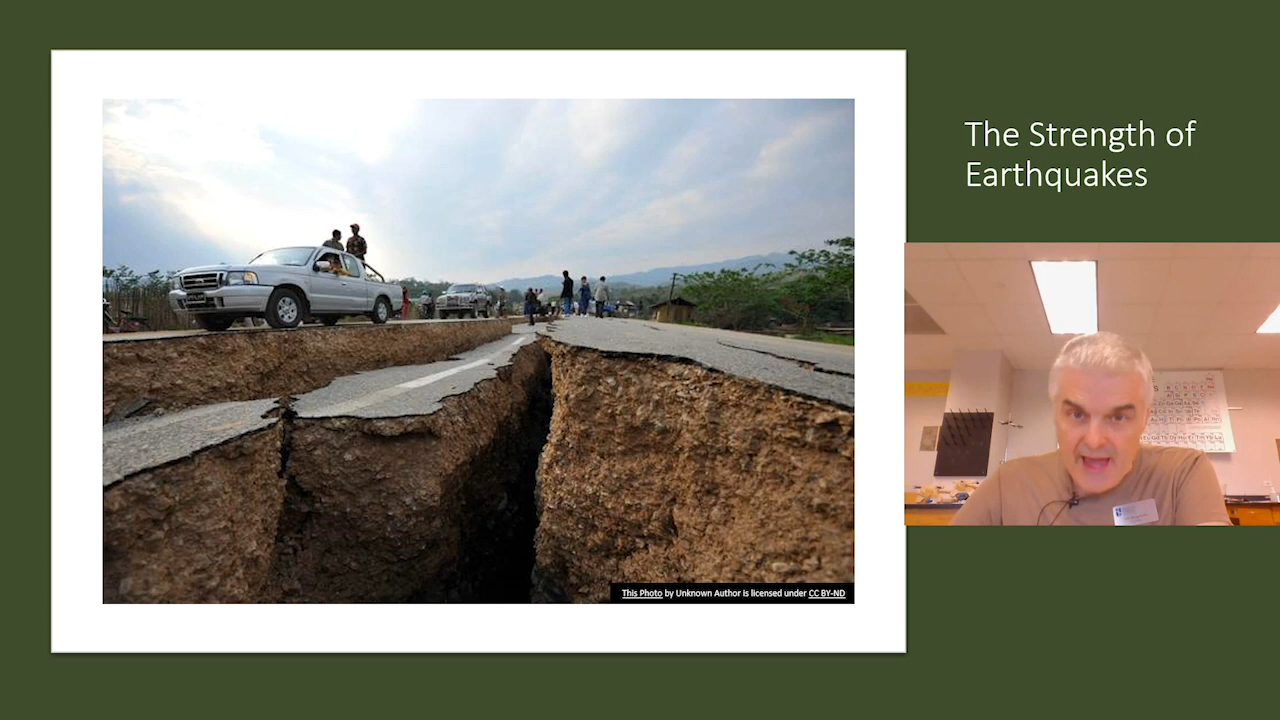 The Strength of
Earthquakes
This Photo by Unknown Author is licensed under CC BY-ND